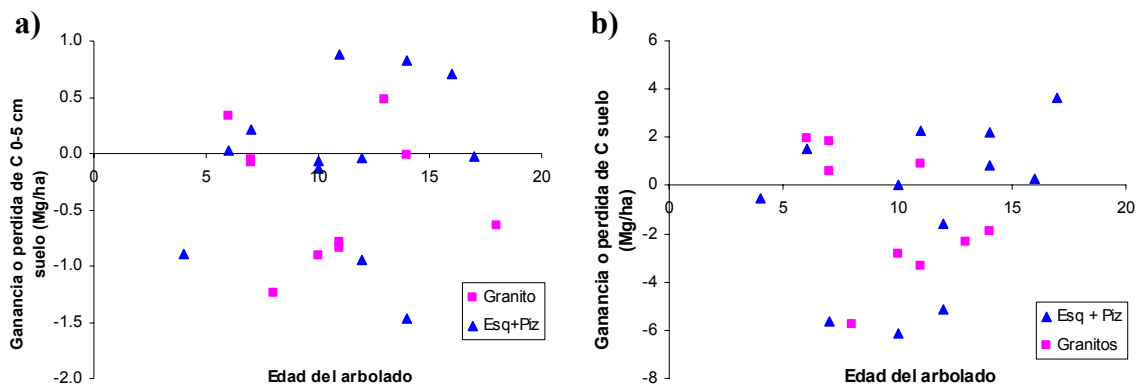 a)
Ganancia o perdida de C 0-5 cm
suelo (Mg/ha)
1.0
0.5
0.0
-0.5
-1.0
-1.5
-2.0
0
5
10
15
20
Granito
Esq+Piz
Edad del arbolado
b)
Ganancia o perdida de C suelo
(Mg/ha)
6
4
2
0
-2
-4
-6
-8
0
5
10
15
20
Esq + Piz
Granitos
Edad del arbolado